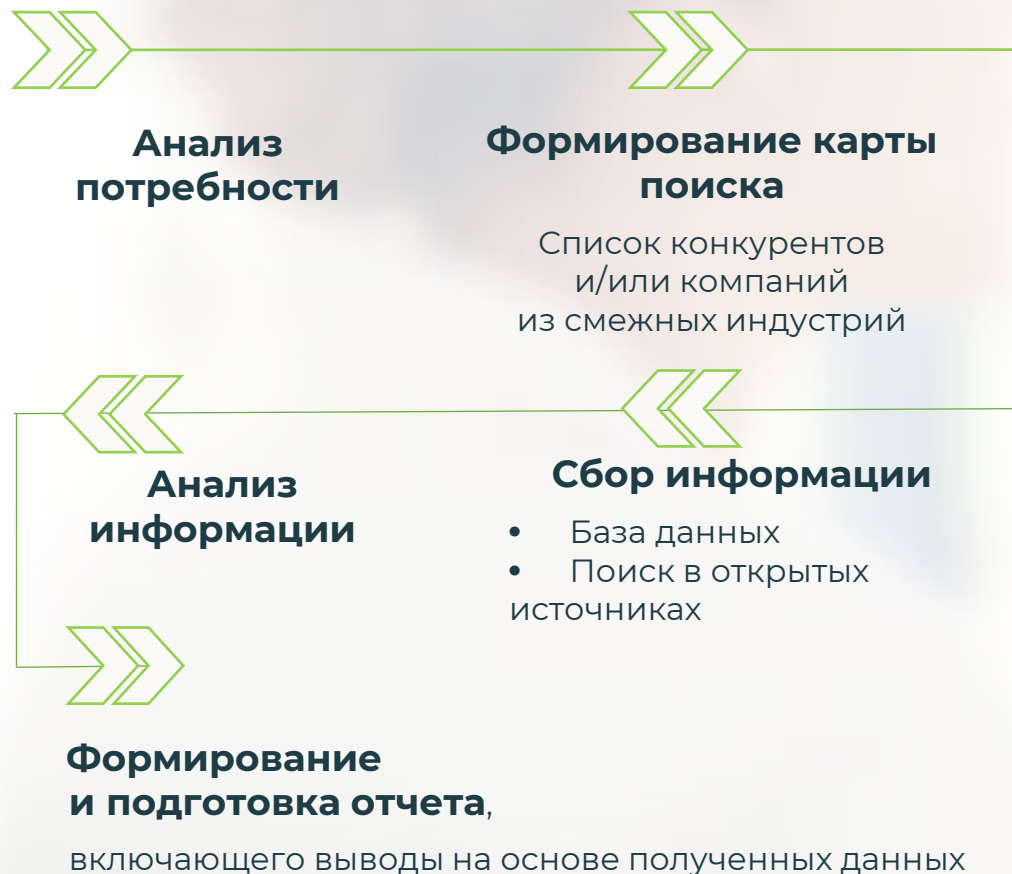 Анализ
потребности
Формирование карты
поиска
Список конкурентов
и/или компаний
из смежных индустрий
Сбор информации
• База данных
• Поиск в открытых
источниках
Анализ
информации
Формирование
и подготовка отчета,
включающего выводы на основе полученных данных